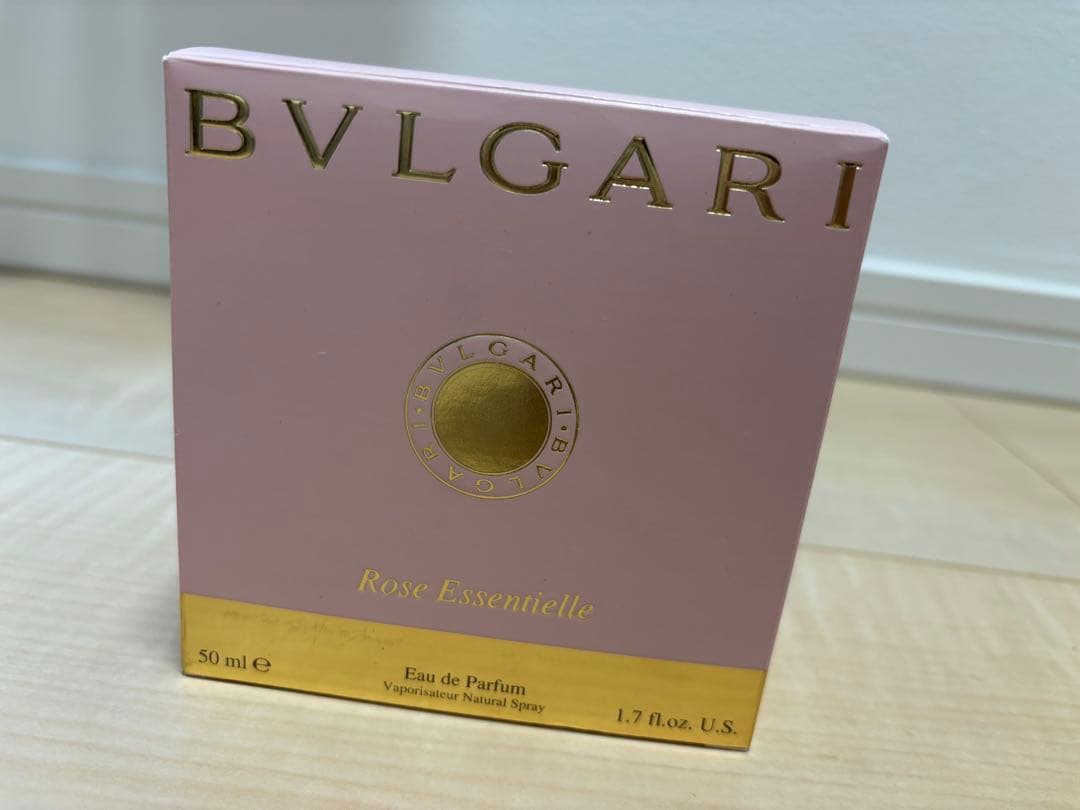 BVLGARI
BVLGARI • BVLGARI •
Rose Essentielle
50 ml ℮
Eau de Parfum
Vaporisateur Natural Spray
1.7 fl.oz. U.S.